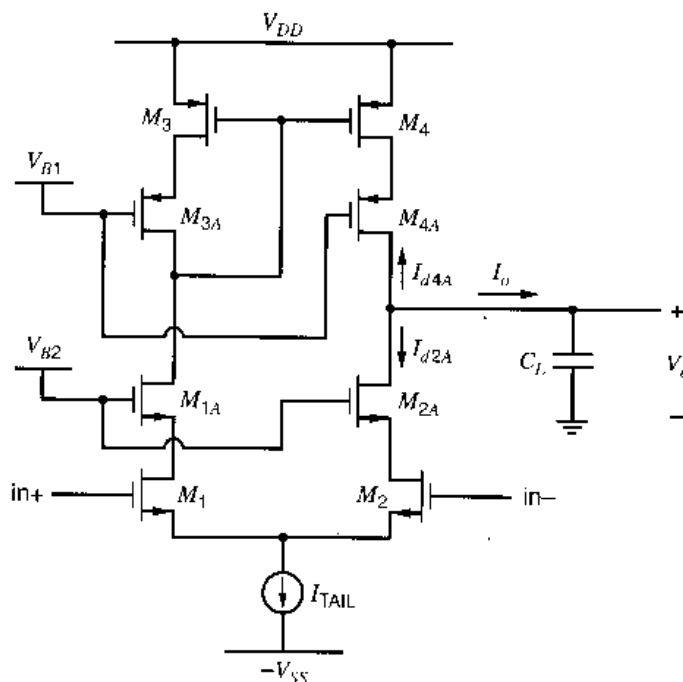 V_DD
M_3
M_4
V_B1
M_3A
M_4A
I_d4A
I_o
+
V_B2
I_d2A
C_L
M_1A
M_2A
−
in+
M_1
M_2
in−
I_TAIL
−V_SS